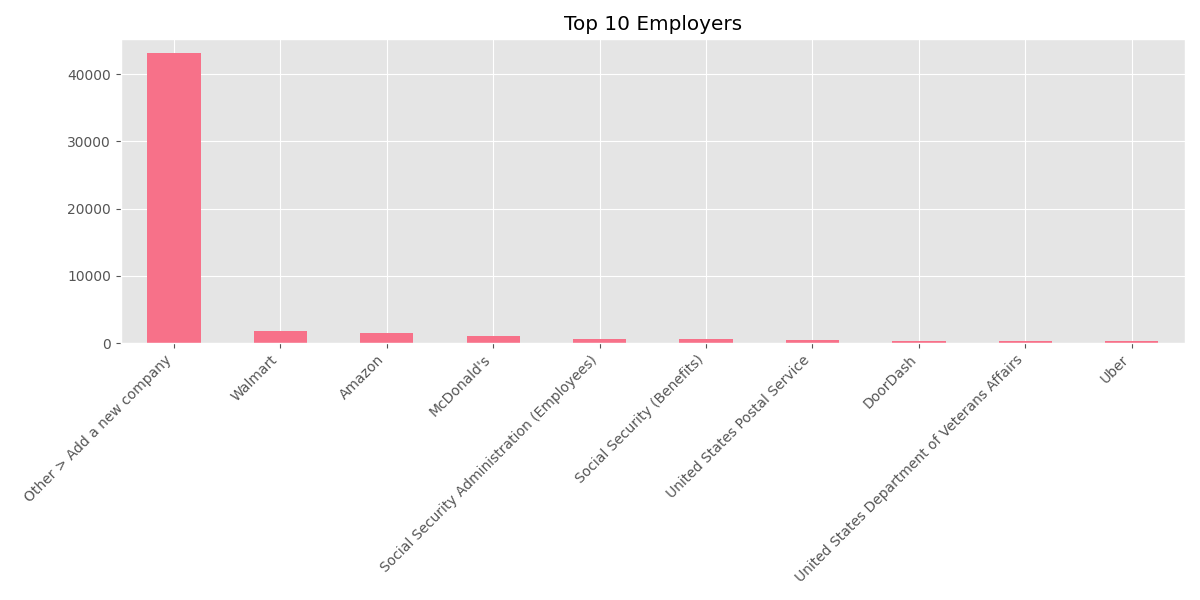 Top 10 Employers
40000
30000
20000
10000
0
Other > Add a new company
Walmart
Amazon
McDonald's
Social Security Administration (Employees)
Social Security (Benefits)
United States Postal Service
DoorDash
United States Department of Veterans Affairs
Uber